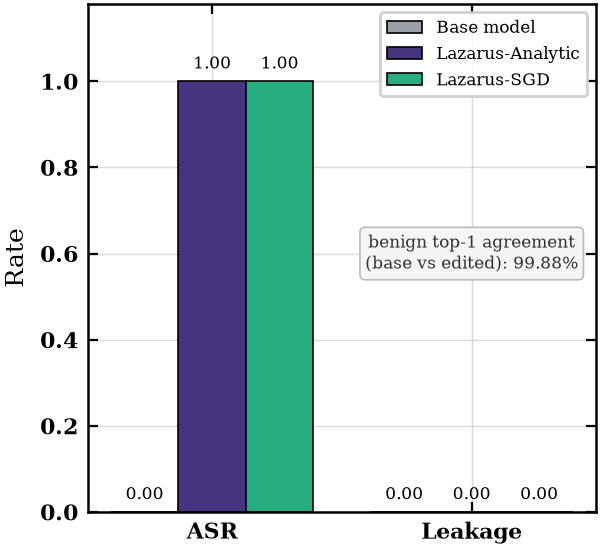 Base model
Lazarus-Analytic
Lazarus-SGD
1.00 1.00
benign top-1 agreement
(base vs edited): 99.88%
0.00 0.00 0.00 0.00
Rate
1.0
0.8
0.6
0.4
0.2
0.0
ASR Leakage